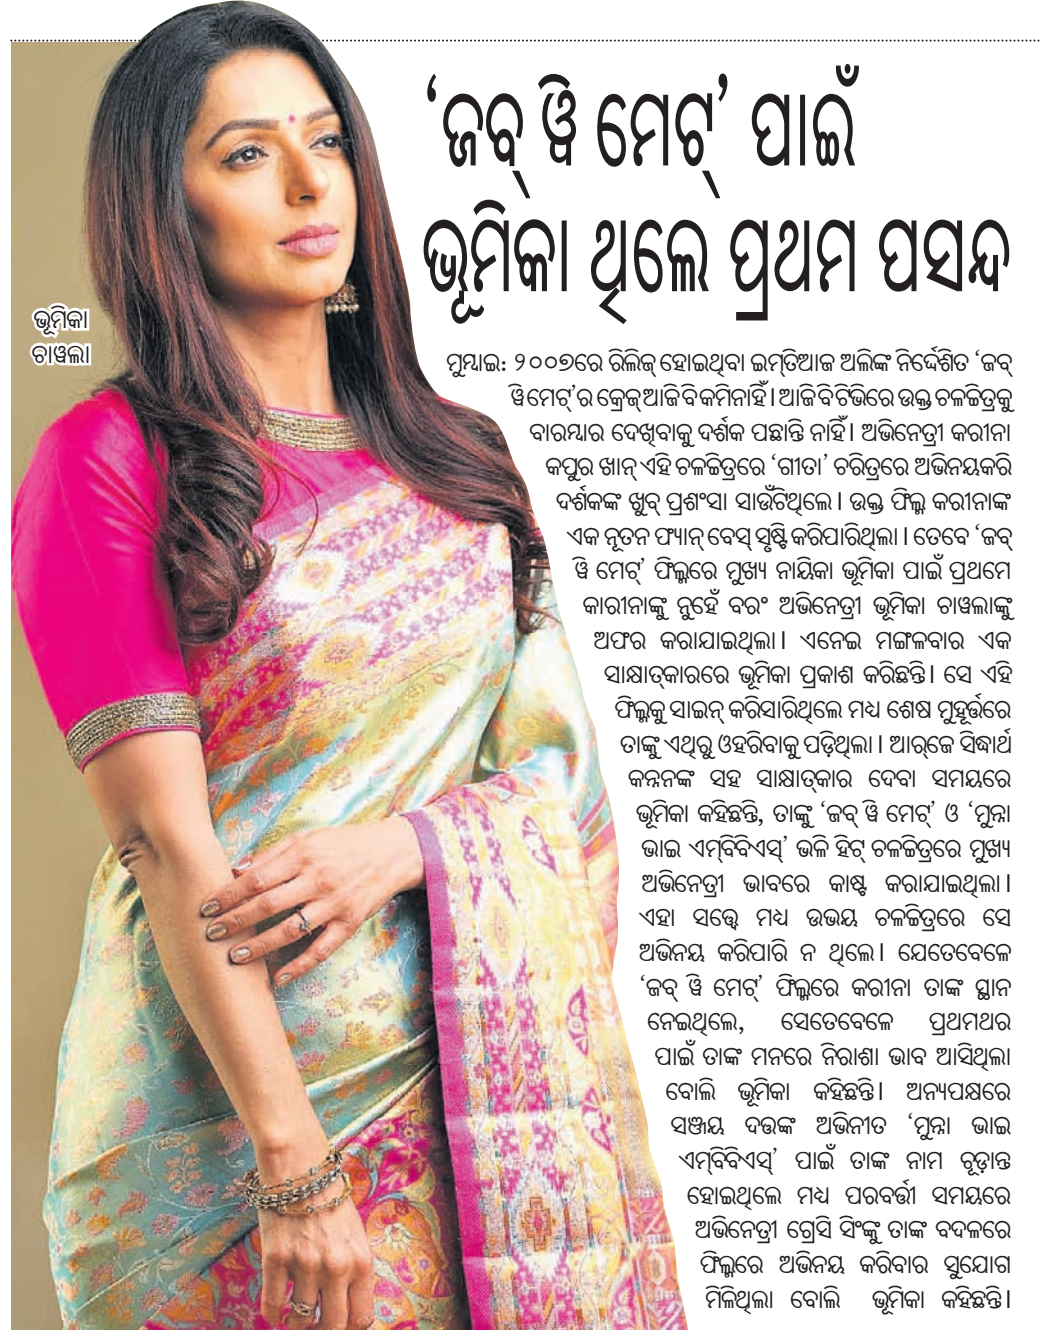 ‘ଜବ୍ ୱି ମେଟ୍’ ପାଇଁ
ଭୂମିକା ଥିଲେ ପ୍ରଥମ ପସନ୍ଦ
ଭୂମିକା
ଚାୱଲା
ମୁମ୍ବାଇ: ୨୦୦୭ରେ ରିଲିଜ୍ ହୋଇଥିବା ଇମ୍‌ତିଆଜ ଅଲିଙ୍କ ନିର୍ଦ୍ଦେଶିତ ‘ଜବ୍
ୱି ମେଟ୍’ର କ୍ରେଜ୍ ଆଜି ବି କମିନାହିଁ। ଆଜି ବି ଟିଭିରେ ଉକ୍ତ ଚଳଚ୍ଚିତ୍ରକୁ
ବାରମ୍ବାର ଦେଖିବାକୁ ଦର୍ଶକ ପଛାନ୍ତି ନାହିଁ। ଅଭିନେତ୍ରୀ କରୀନା
କପୁର ଖାନ୍ ଏହି ଚଳଚ୍ଚିତ୍ରରେ ‘ଗୀତା’ ଚରିତ୍ରରେ ଅଭିନୟକରି
ଦର୍ଶକଙ୍କ ଖୁବ୍ ପ୍ରଶଂସା ସାଉଁଟିଥିଲେ। ଉକ୍ତ ଫିଲ୍ମ କରୀନାଙ୍କ
ଏକ ନୂତନ ଫ୍ୟାନ୍ ବେସ୍ ସୃଷ୍ଟି କରିପାରିଥିଲା। ତେବେ ‘ଜବ୍
ୱି ମେଟ୍’ ଫିଲ୍ମରେ ମୁଖ୍ୟ ନାୟିକା ଭୂମିକା ପାଇଁ ପ୍ରଥମେ
କାରୀନାଙ୍କୁ ନୁହେଁ ବରଂ ଅଭିନେତ୍ରୀ ଭୂମିକା ଚାୱଲାଙ୍କୁ
ଅଫର କରାଯାଇଥିଲା। ଏନେଇ ମଙ୍ଗଳବାର ଏକ
ସାକ୍ଷାତ୍‌କାରରେ ଭୂମିକା ପ୍ରକାଶ କରିଛନ୍ତି। ସେ ଏହି
ଫିଲ୍ମକୁ ସାଇନ୍ କରିସାରିଥିଲେ ମଧ୍ୟ ଶେଷ ମୁହୂର୍ତ୍ତରେ
ତାଙ୍କୁ ଏଥିରୁ ଓହରିବାକୁ ପଡ଼ିଥିଲା। ଆର୍‌ଜେ ସିଦ୍ଧାର୍ଥ
କନ୍ନନଙ୍କ ସହ ସାକ୍ଷାତ୍‌କାର ଦେବା ସମୟରେ
ଭୂମିକା କହିଛନ୍ତି, ତାଙ୍କୁ ‘ଜବ୍ ୱି ମେଟ୍’ ଓ ‘ମୁନ୍ନା
ଭାଇ ଏମ୍‌ବିବିଏସ୍’ ଭଳି ହିଟ୍ ଚଳଚ୍ଚିତ୍ରରେ ମୁଖ୍ୟ
ଅଭିନେତ୍ରୀ ଭାବରେ କାଷ୍ଟ କରାଯାଇଥିଲା।
ଏହା ସତ୍ତ୍ୱେ ମଧ୍ୟ ଉଭୟ ଚଳଚ୍ଚିତ୍ରରେ ସେ
ଅଭିନୟ କରିପାରି ନ ଥିଲେ। ଯେତେବେଳେ
‘ଜବ୍ ୱି ମେଟ୍’ ଫିଲ୍ମରେ କରୀନା ତାଙ୍କ ସ୍ଥାନ
ନେଇଥିଲେ, ସେତେବେଳେ ପ୍ରଥମଥର
ପାଇଁ ତାଙ୍କ ମନରେ ନିରାଶା ଭାବ ଆସିଥିଲା
ବୋଲି ଭୂମିକା କହିଛନ୍ତି। ଅନ୍ୟପକ୍ଷରେ
ସଞ୍ଜୟ ଦତ୍ତଙ୍କ ଅଭିନୀତ ‘ମୁନ୍ନା ଭାଇ
ଏମ୍‌ବିବିଏସ୍’ ପାଇଁ ତାଙ୍କ ନାମ ଚୂଡ଼ାନ୍ତ
ହୋଇଥିଲେ ମଧ୍ୟ ପରବର୍ତ୍ତୀ ସମୟରେ
ଅଭିନେତ୍ରୀ ଗ୍ରେସି ସିଂଙ୍କୁ ତାଙ୍କ ବଦଳରେ
ଫିଲ୍ମରେ ଅଭିନୟ କରିବାର ସୁଯୋଗ
ମିଳିଥିଲା ବୋଲି ଭୂମିକା କହିଛନ୍ତି।